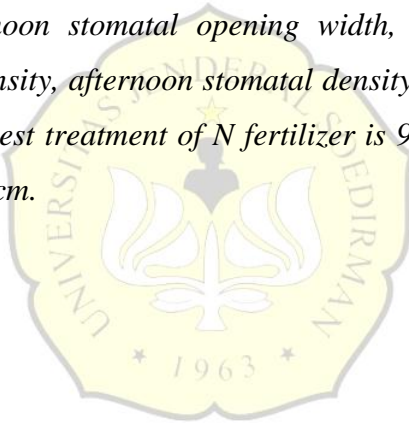 noon stomatal opening width,
nsity, afternoon stomatal density
est treatment of N fertilizer is 9
cm.
UNIVERSITAS JENDERAL SOEDIRMAN
* 1963 *